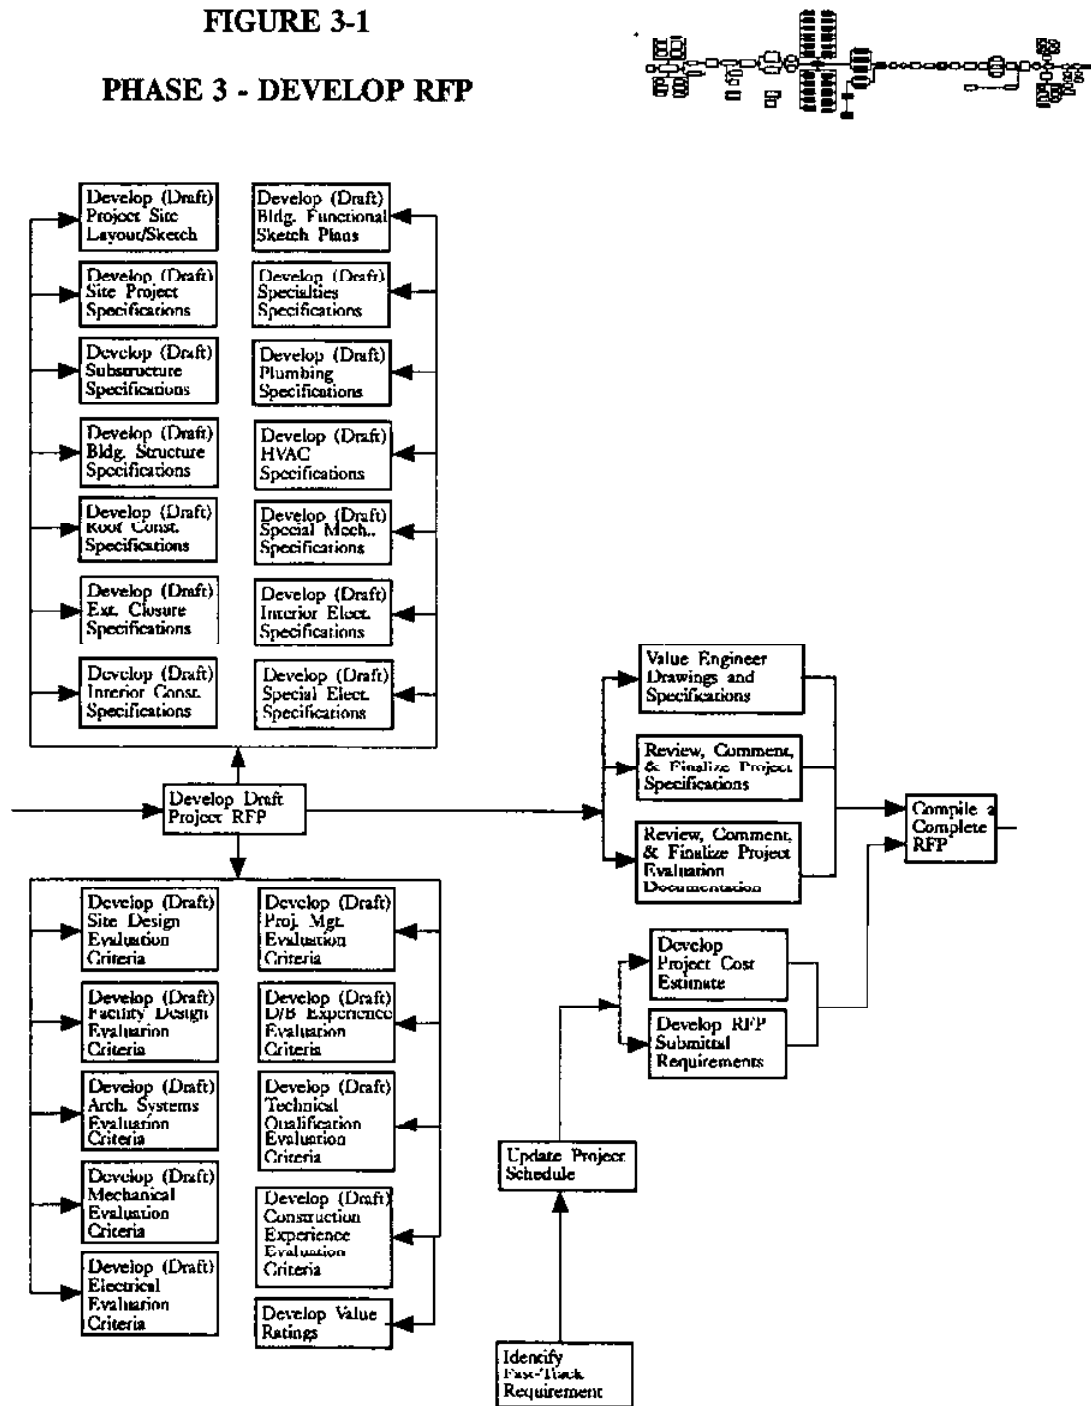 FIGURE 3-1
PHASE 3 - DEVELOP RFP
Develop (Draft)
Project Site
Layout/Sketch
Develop (Draft)
Bldg. Functional
Sketch Plans
Develop (Draft)
Site Project
Specifications
Develop (Draft)
Specialties
Specifications
Develop (Draft)
Substructure
Specifications
Develop (Draft)
Plumbing
Specifications
Develop (Draft)
Bldg. Structure
Specifications
Develop (Draft)
HVAC
Specifications
Develop (Draft)
Roof Const.
Specifications
Develop (Draft)
Special Mech..
Specifications
Develop (Draft)
Ext. Closure
Specifications
Develop (Draft)
Interior Elect.
Specifications
Develop (Draft)
Interior Const.
Specifications
Develop (Draft)
Special Elect.
Specifications
Value Engineer
Drawings and
Specifications
Review, Comment,
& Finalize Project
Specifications
Develop Draft
Project RFP
Compile a
Complete
RFP
Review, Comment,
& Finalize Project
Evaluation
Documentation
Develop (Draft)
Site Design
Evaluation
Criteria
Develop (Draft)
Proj. Mgt.
Evaluation
Criteria
Develop
Project Cost
Estimate
Develop (Draft)
Facility Design
Evaluation
Criteria
Develop (Draft)
D/B Experience
Evaluation
Criteria
Develop RFP
Submittal
Requirements
Develop (Draft)
Arch. Systems
Evaluation
Criteria
Develop (Draft)
Technical
Qualification
Evaluation
Criteria
Update Project
Schedule
Develop (Draft)
Mechanical
Evaluation
Criteria
Develop (Draft)
Construction
Experience
Evaluation
Criteria
Develop (Draft)
Electrical
Evaluation
Criteria
Develop Value
Ratings
Identify
Fast-Track
Requirement